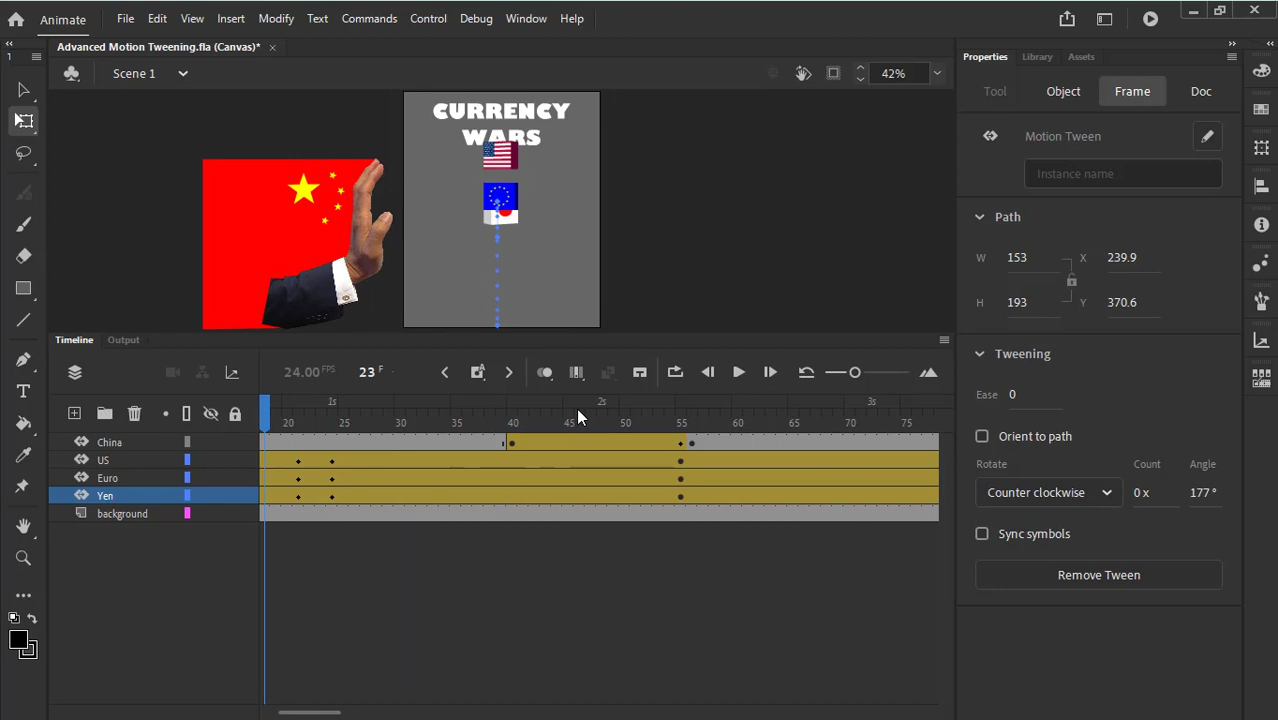 Animate File Edit View Insert Modify Text Commands Control Debug Window Help
Advanced Motion Tweening.fla (Canvas)* ×
1
Properties Library Assets
Scene 1 42%
Tool Object Frame Doc
CURRENCY
WARS
Motion Tween
Instance name
Path
W 153 X 239.9
H 193 Y 370.6
Timeline Output
Tweening
24.00 FPS 23 F
Ease 0
1s 2s 3s
20 25 30 35 40 45 50 55 60 65 70 75
Orient to path
China
US
Rotate Count Angle
Euro
Counter clockwise 0 x 177°
Yen
background
Sync symbols
Remove Tween